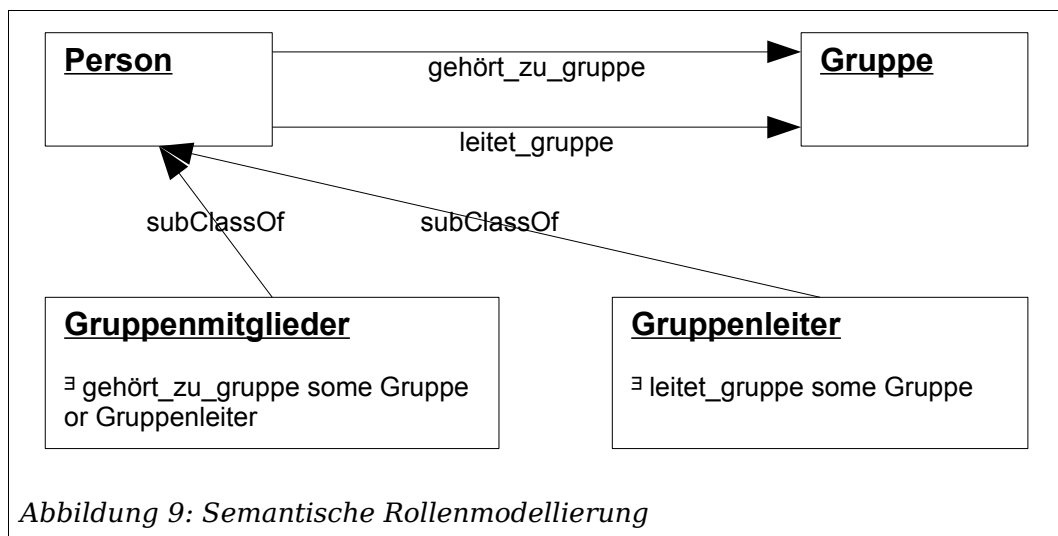 Person
Gruppe
gehört_zu_gruppe
leitet_gruppe
subClassOf
subClassOf
Gruppenmitglieder
∃ gehört_zu_gruppe some Gruppe
or Gruppenleiter
Gruppenleiter
∃ leitet_gruppe some Gruppe
Abbildung 9: Semantische Rollenmodellierung